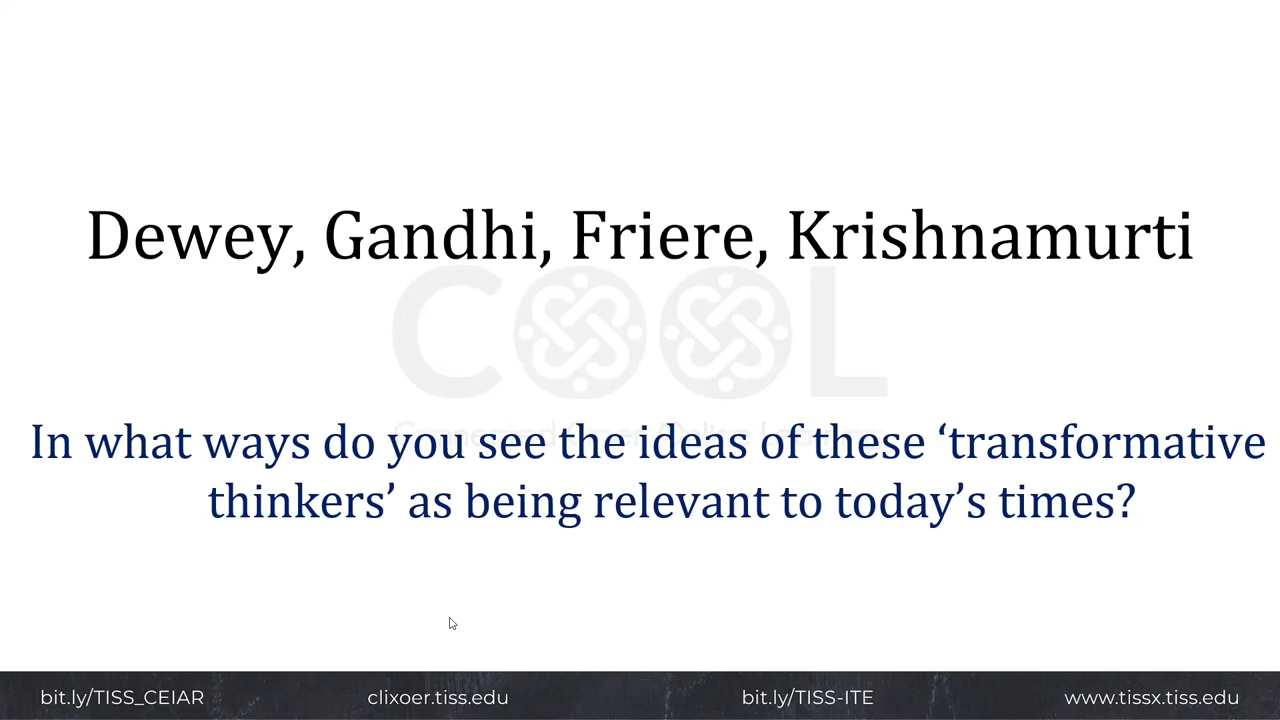 Dewey, Gandhi, Friere, Krishnamurti
COOL
In what ways do you see the ideas of these ‘transformative
thinkers’ as being relevant to today’s times?
bit.ly/TISS_CEIAR clixoer.tiss.edu bit.ly/TISS-ITE www.tissx.tiss.edu